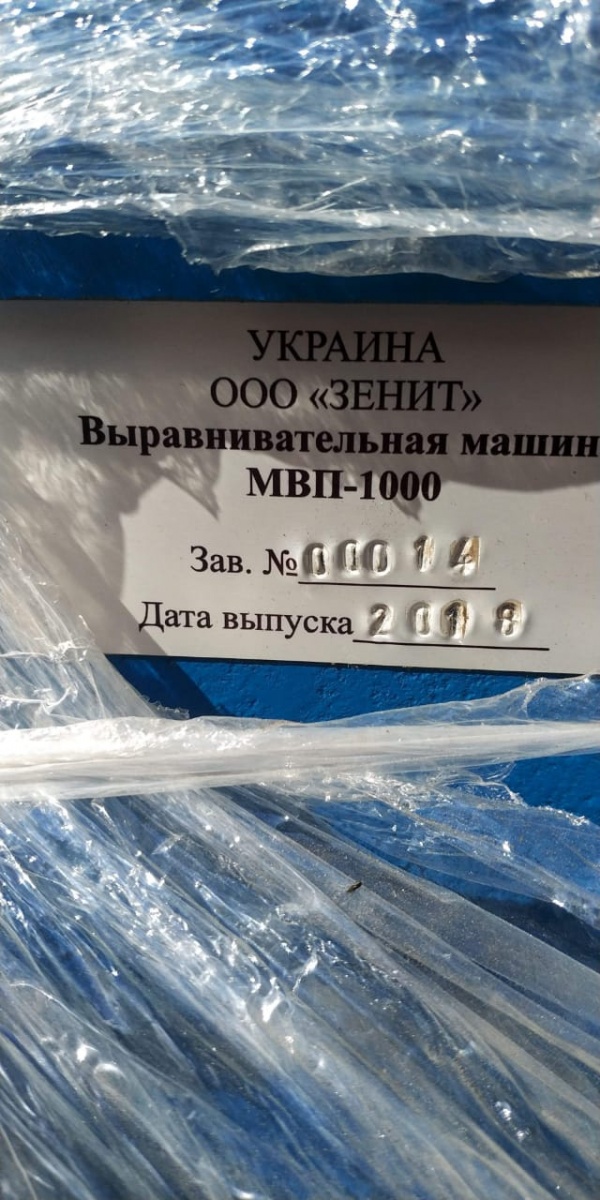 УКРАИНА
ООО «ЗЕНИТ»
Выравнивательная машин
МВП-1000
Зав. №00014
Дата выпуска 2018